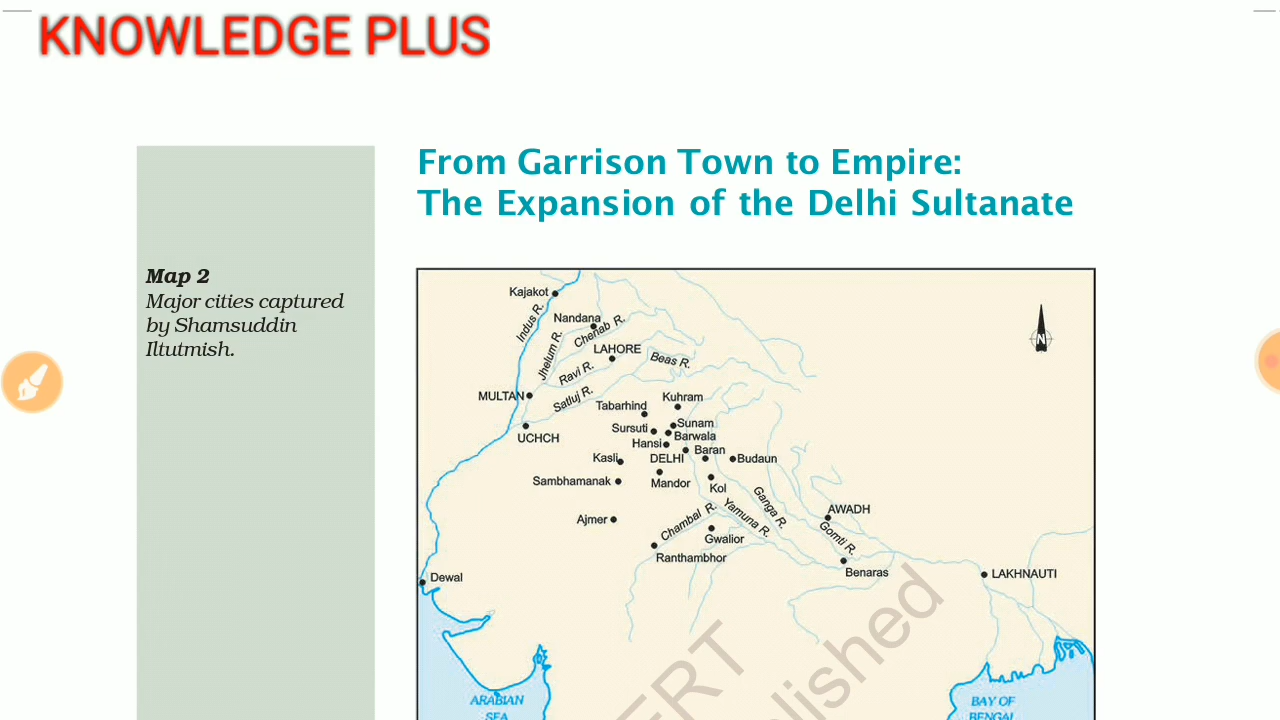 KNOWLEDGE PLUS
From Garrison Town to Empire:
The Expansion of the Delhi Sultanate
Map 2
Major cities captured
by Shamsuddin
Iltutmish.
Kajakot
Indus R.
Nandana
Chenab R.
N
Jhelum R.
LAHORE
Beas R.
Ravi R.
MULTAN
Satluj R.
Kuhram
Tabarhind
Sunam
Sursuti
UCHCH
Barwala
Hansi
Baran
Kasli
DELHI
Budaun
Sambhamanak
Mandor
Kol
Ganga R.
AWADH
Ajmer
Chambal R.
Yamuna R.
Gomti R.
Gwalior
Ranthambhor
Benaras
LAKHNAUTI
Dewal
ERT
lished
ARABIAN
SEA
BAY OF
BENGAL